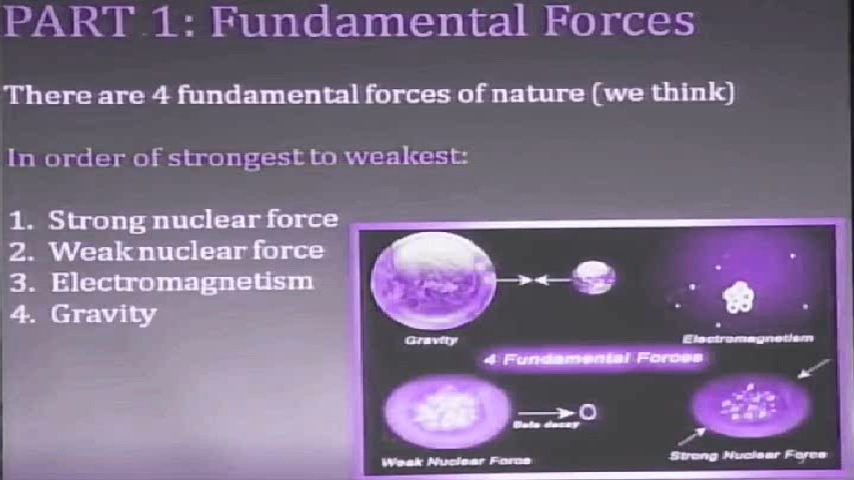 PART 1: Fundamental Forces
There are 4 fundamental forces of nature (we think)
In order of strongest to weakest:
1. Strong nuclear force
2. Weak nuclear force
3. Electromagnetism
4. Gravity
Gravity
Electromagnetism
4 Fundamental Forces
Beta decay
Weak Nuclear Force
Strong Nuclear Force